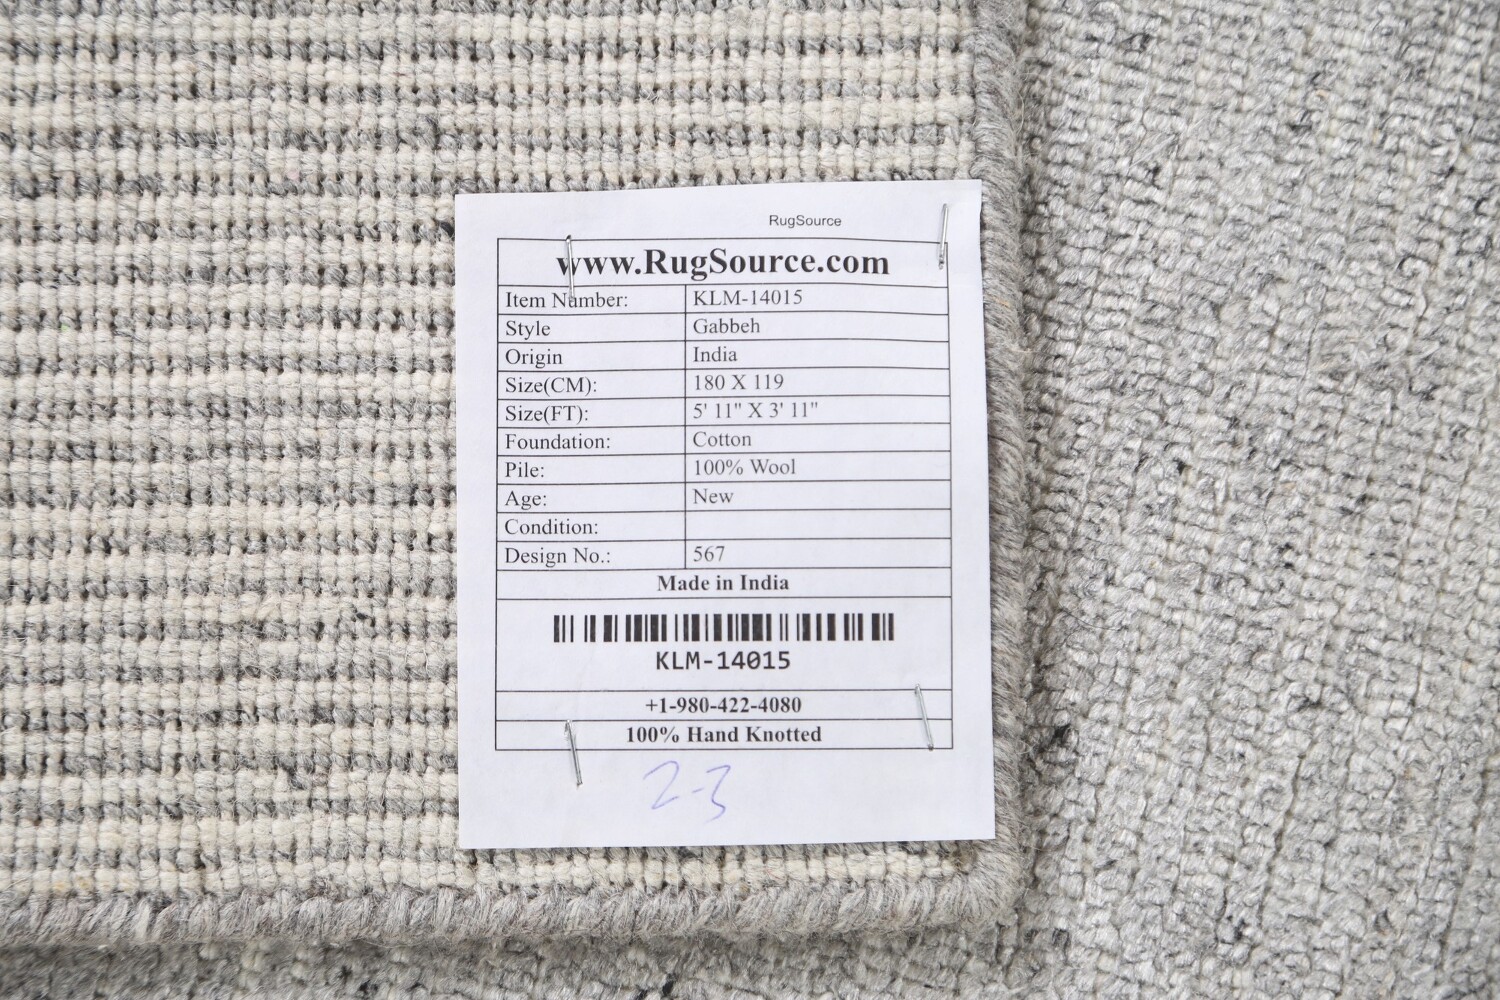 RugSource
www.RugSource.com
Item Number: KLM-14015
Style Gabbeh
Origin India
Size(CM): 180 X 119
Size(FT): 5' 11" X 3' 11"
Foundation: Cotton
Pile: 100% Wool
Age: New
Condition:
Design No.: 567
Made in India
KLM-14015
+1-980-422-4080
100% Hand Knotted
2-3